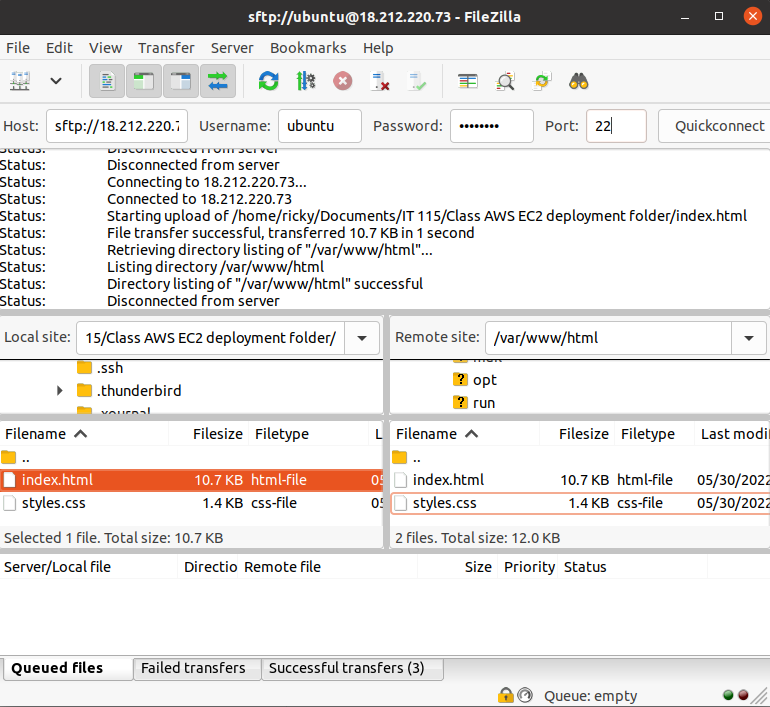 sftp://ubuntu@18.212.220.73 - FileZilla
File Edit View Transfer Server Bookmarks Help
Host: sftp://18.212.220.7 Username: ubuntu Password: •••••••• Port: 22 Quickconnect
Status: Disconnected from server
Status: Disconnected from server
Status: Connecting to 18.212.220.73...
Status: Connected to 18.212.220.73
Status: Starting upload of /home/ricky/Documents/IT 115/Class AWS EC2 deployment folder/index.html
Status: File transfer successful, transferred 10.7 KB in 1 second
Status: Retrieving directory listing of "/var/www/html"...
Status: Listing directory /var/www/html
Status: Directory listing of "/var/www/html" successful
Status: Disconnected from server
Local site: 15/Class AWS EC2 deployment folder/ Remote site: /var/www/html
.ssh
.thunderbird
.xournal
opt
run
Filename Filesize Filetype L
..
index.html 10.7 KB html-file 05
styles.css 1.4 KB css-file 05
Selected 1 file. Total size: 10.7 KB
Filename Filesize Filetype Last modi
..
index.html 10.7 KB html-file 05/30/2022
styles.css 1.4 KB css-file 05/30/2022
2 files. Total size: 12.0 KB
Server/Local file Directio Remote file Size Priority Status
Queued files Failed transfers Successful transfers (3)
Queue: empty